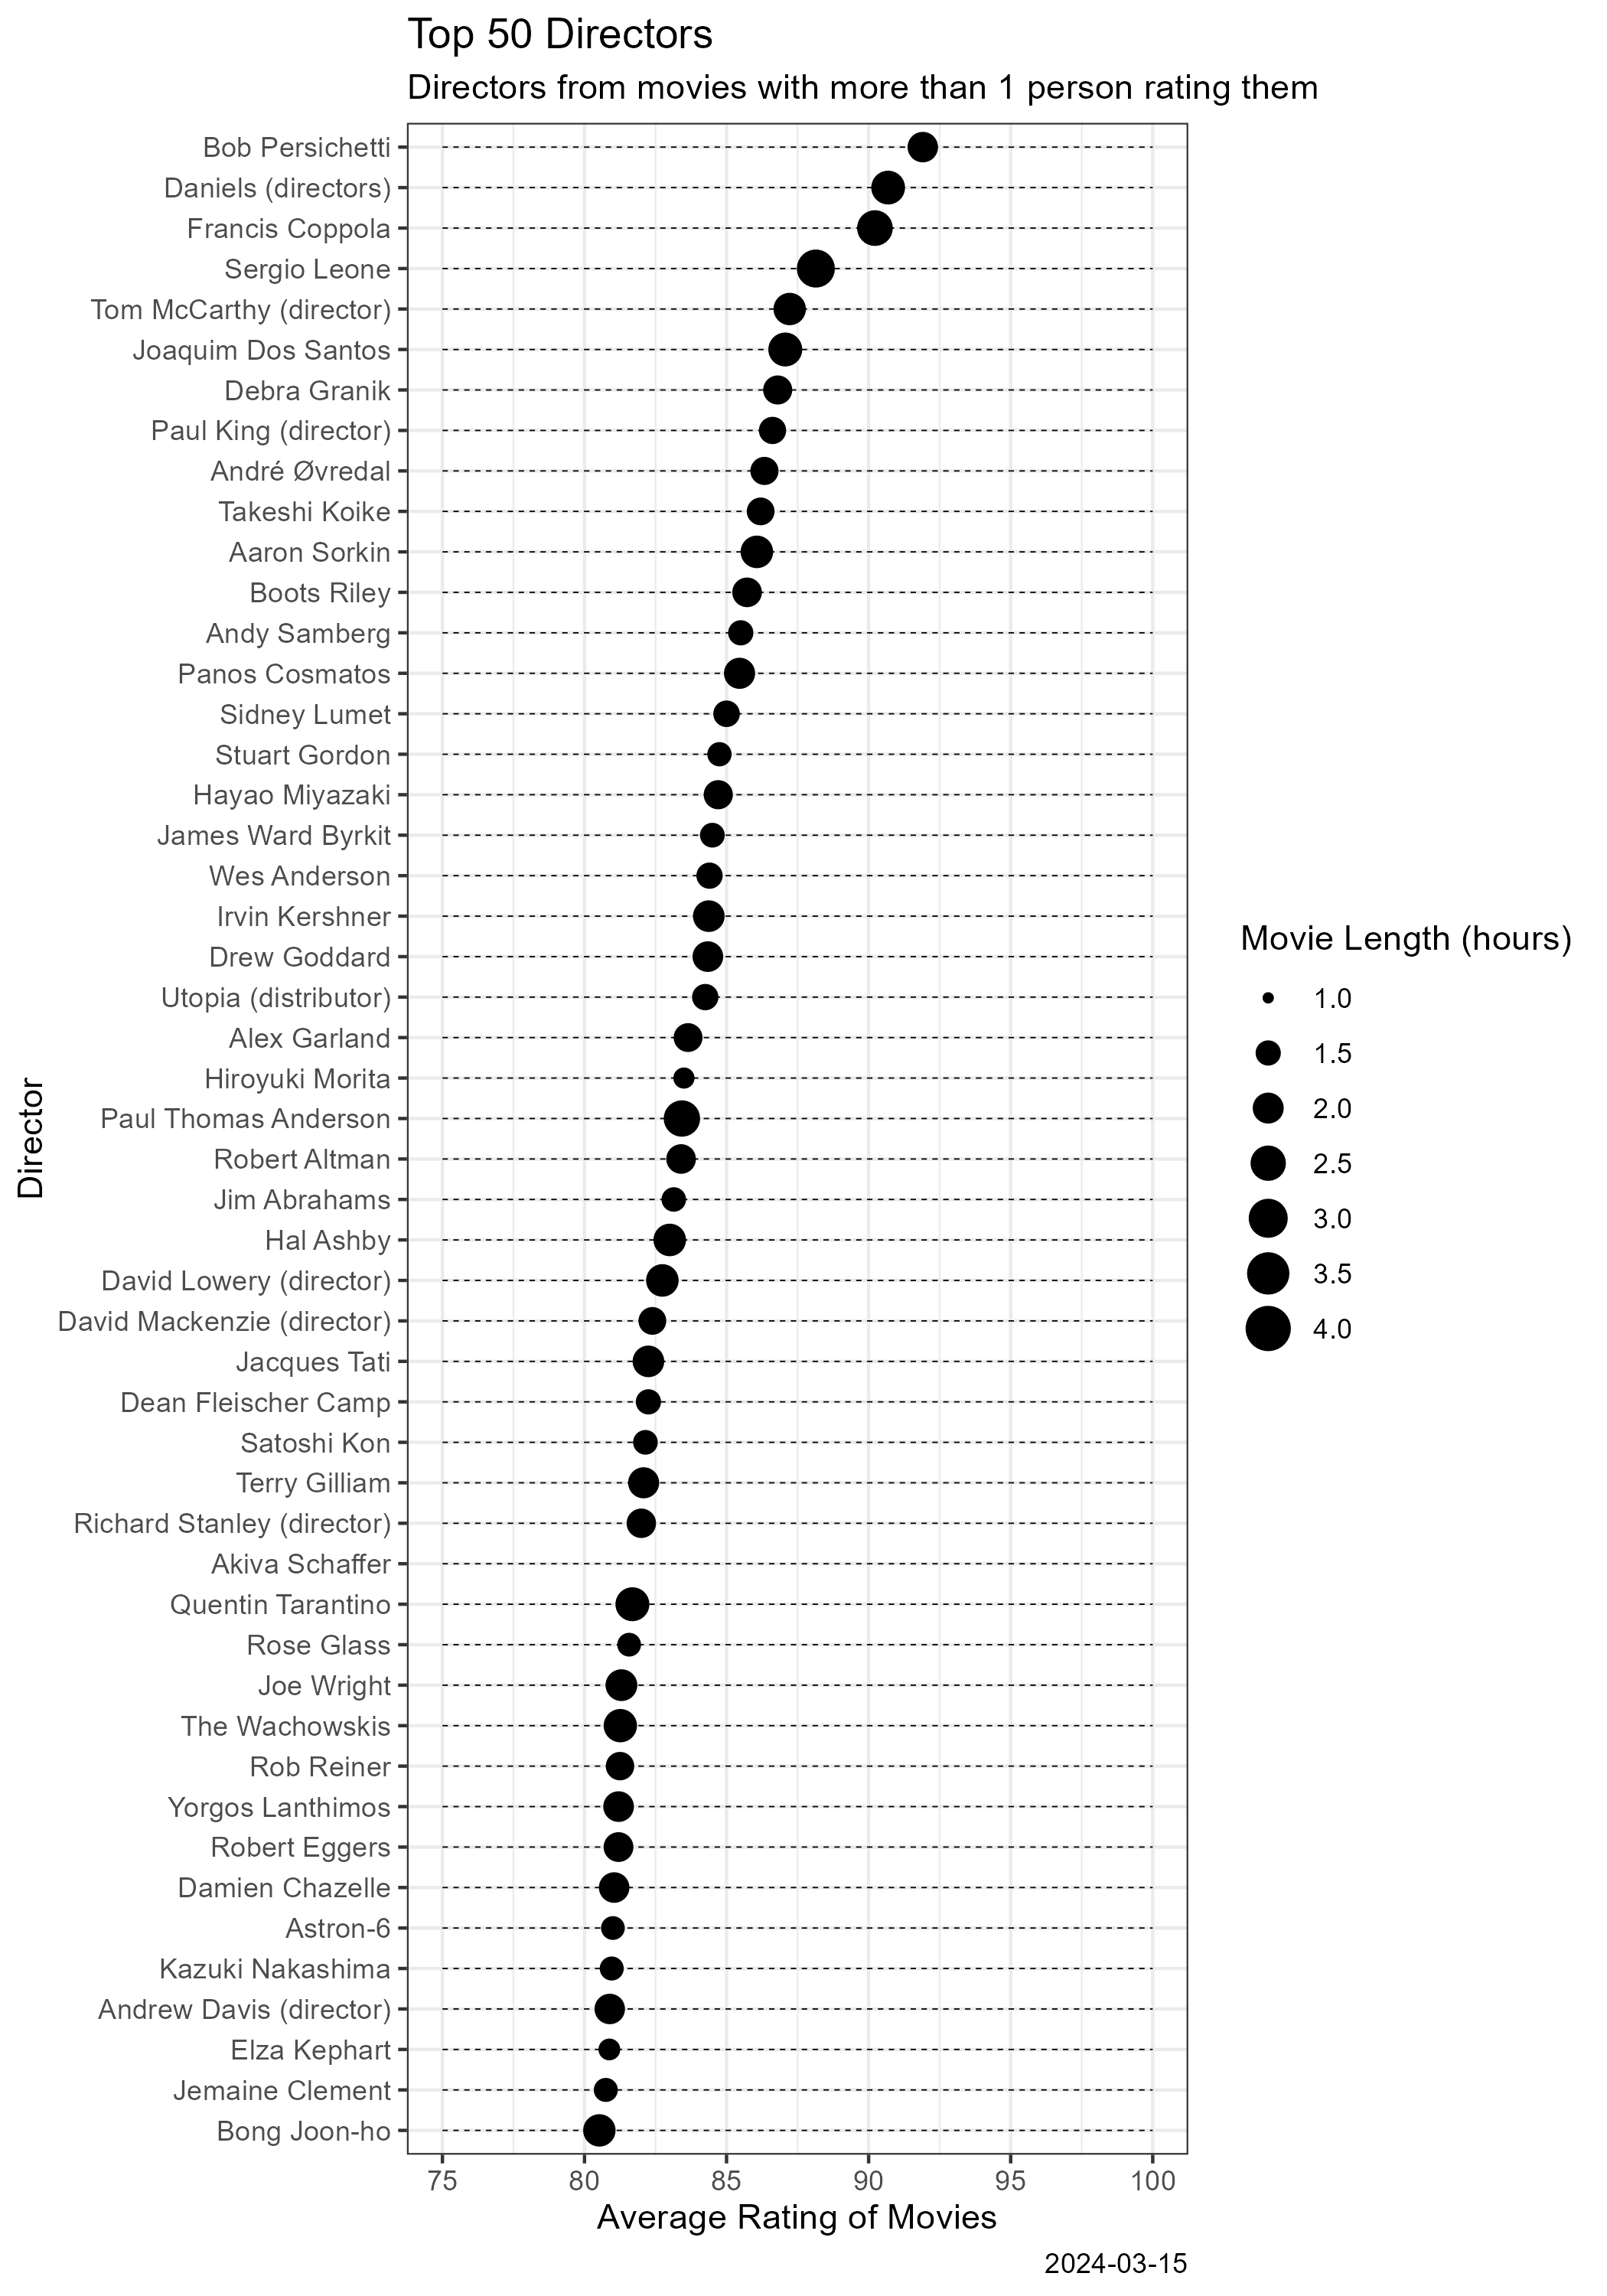 Top 50 Directors
Directors from movies with more than 1 person rating them
Bob Persichetti
Daniels (directors)
Francis Coppola
Sergio Leone
Tom McCarthy (director)
Joaquim Dos Santos
Debra Granik
Paul King (director)
André Øvredal
Takeshi Koike
Aaron Sorkin
Boots Riley
Andy Samberg
Panos Cosmatos
Sidney Lumet
Stuart Gordon
Hayao Miyazaki
James Ward Byrkit
Wes Anderson
Irvin Kershner
Drew Goddard
Utopia (distributor)
Alex Garland
Hiroyuki Morita
Paul Thomas Anderson
Robert Altman
Jim Abrahams
Hal Ashby
David Lowery (director)
David Mackenzie (director)
Jacques Tati
Dean Fleischer Camp
Satoshi Kon
Terry Gilliam
Richard Stanley (director)
Akiva Schaffer
Quentin Tarantino
Rose Glass
Joe Wright
The Wachowskis
Rob Reiner
Yorgos Lanthimos
Robert Eggers
Damien Chazelle
Astron-6
Kazuki Nakashima
Andrew Davis (director)
Elza Kephart
Jemaine Clement
Bong Joon-ho
Director
75 80 85 90 95 100
Average Rating of Movies
Movie Length (hours)
1.0
1.5
2.0
2.5
3.0
3.5
4.0
2024-03-15